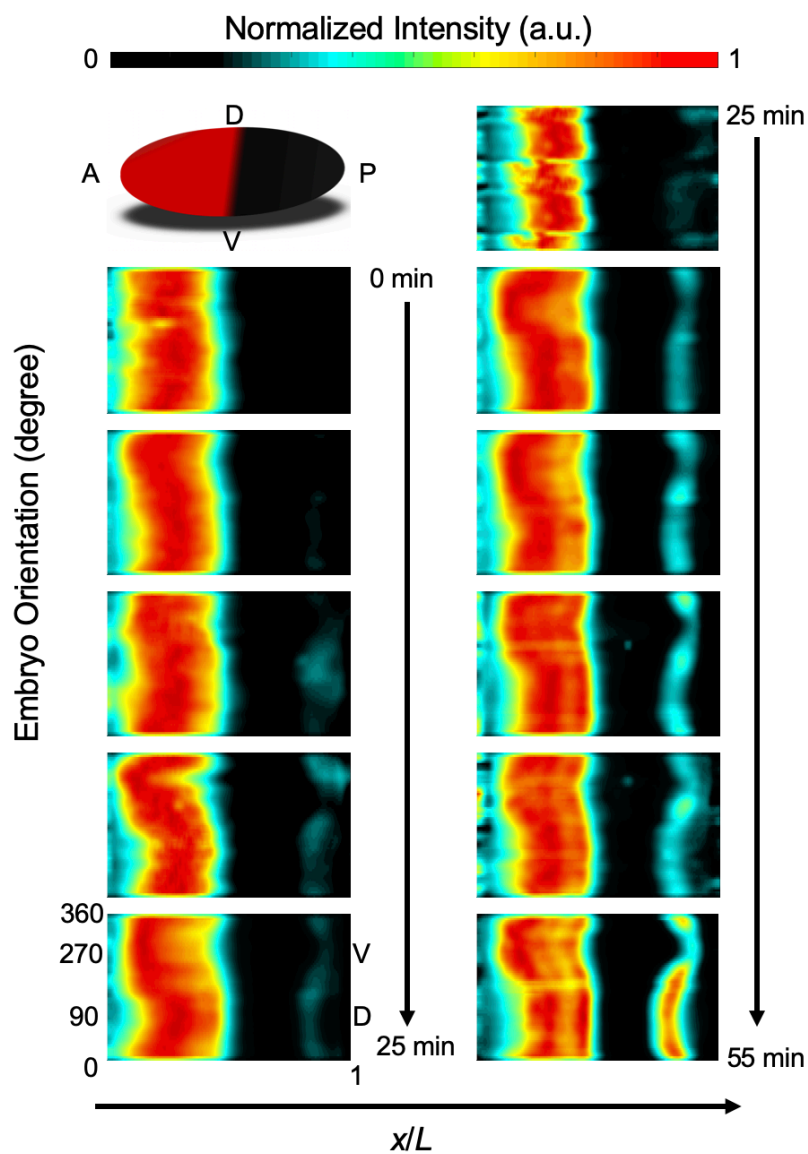 Normalized Intensity (a.u.)
0 1
D
A P
V
25 min
0 min
Embryo Orientation (degree)
360
270 V
90 D
0
25 min
1
55 min
x/L